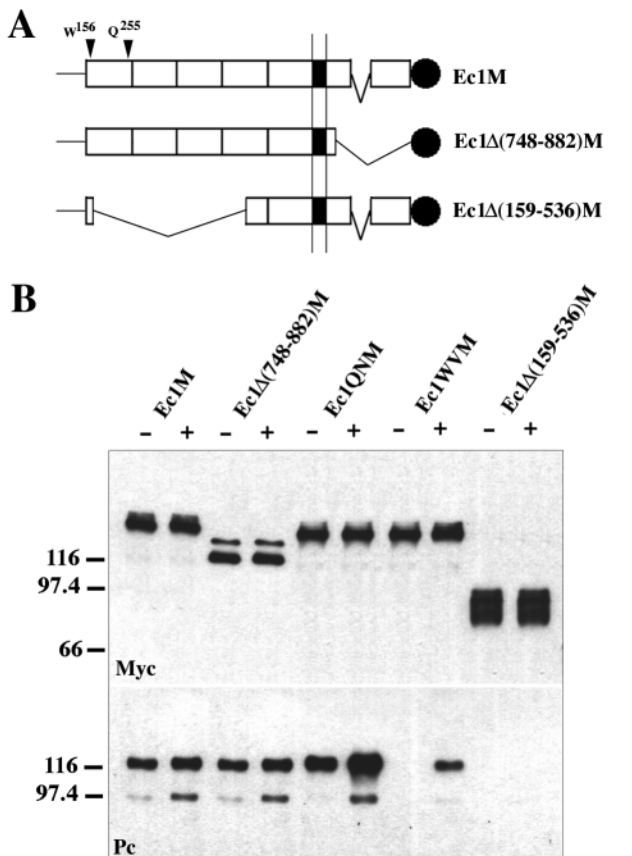 A
W156 Q255
Ec1M
Ec1Δ(748-882)M
Ec1Δ(159-536)M
B
Ec1M Ec1Δ(748-882)M Ec1QNM Ec1WVM Ec1Δ(159-536)M
- + - + - + - + - +
116
97.4
66
Myc
116
97.4
Pc